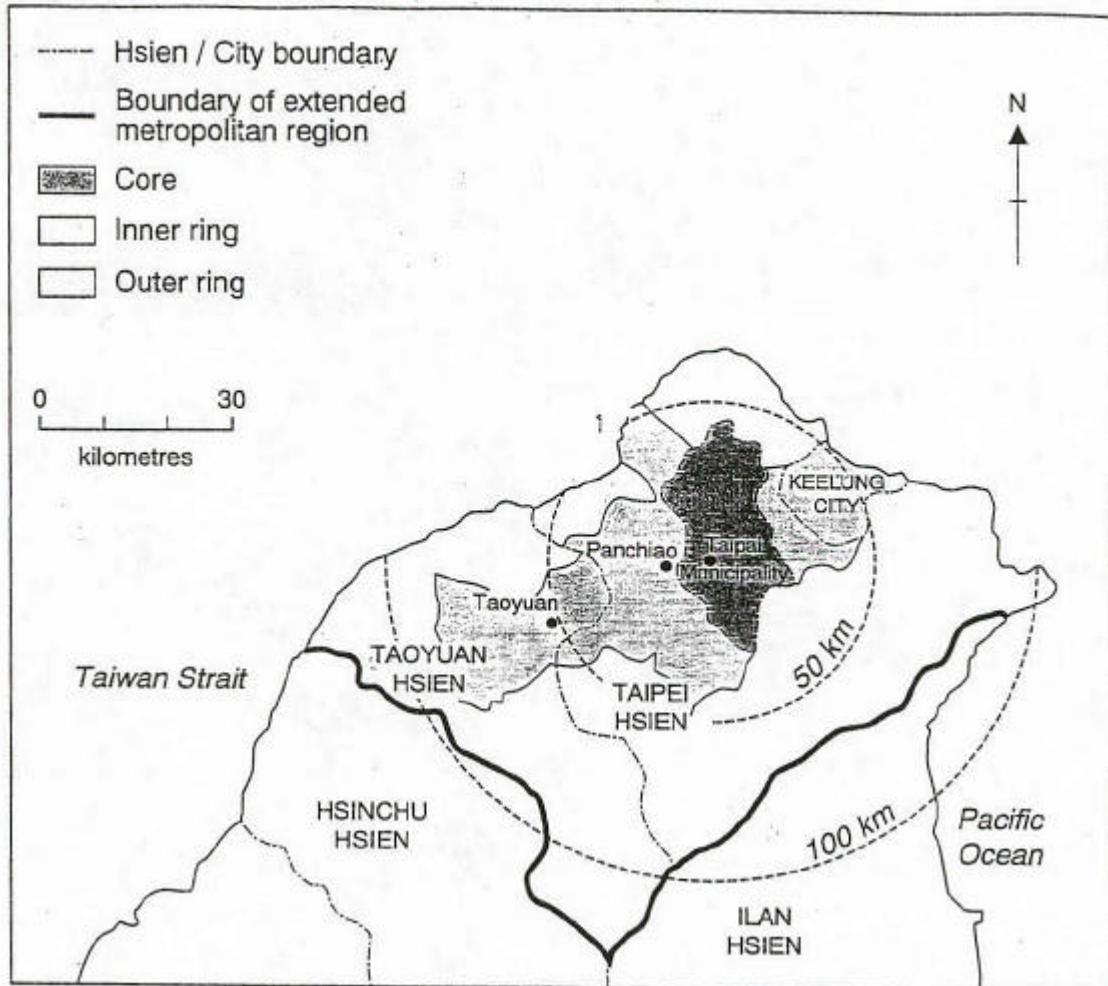 Hsien / City boundary
Boundary of extended
metropolitan region
Core
Inner ring
Outer ring
N
0 30
kilometres
1
KEELUNG
CITY
Panchiao
Taipei
Municipality
Taoyuan
TAOYUAN
HSIEN
TAIPEI
HSIEN
50 km
Taiwan Strait
HSINCHU
HSIEN
100 km
Pacific
Ocean
ILAN
HSIEN